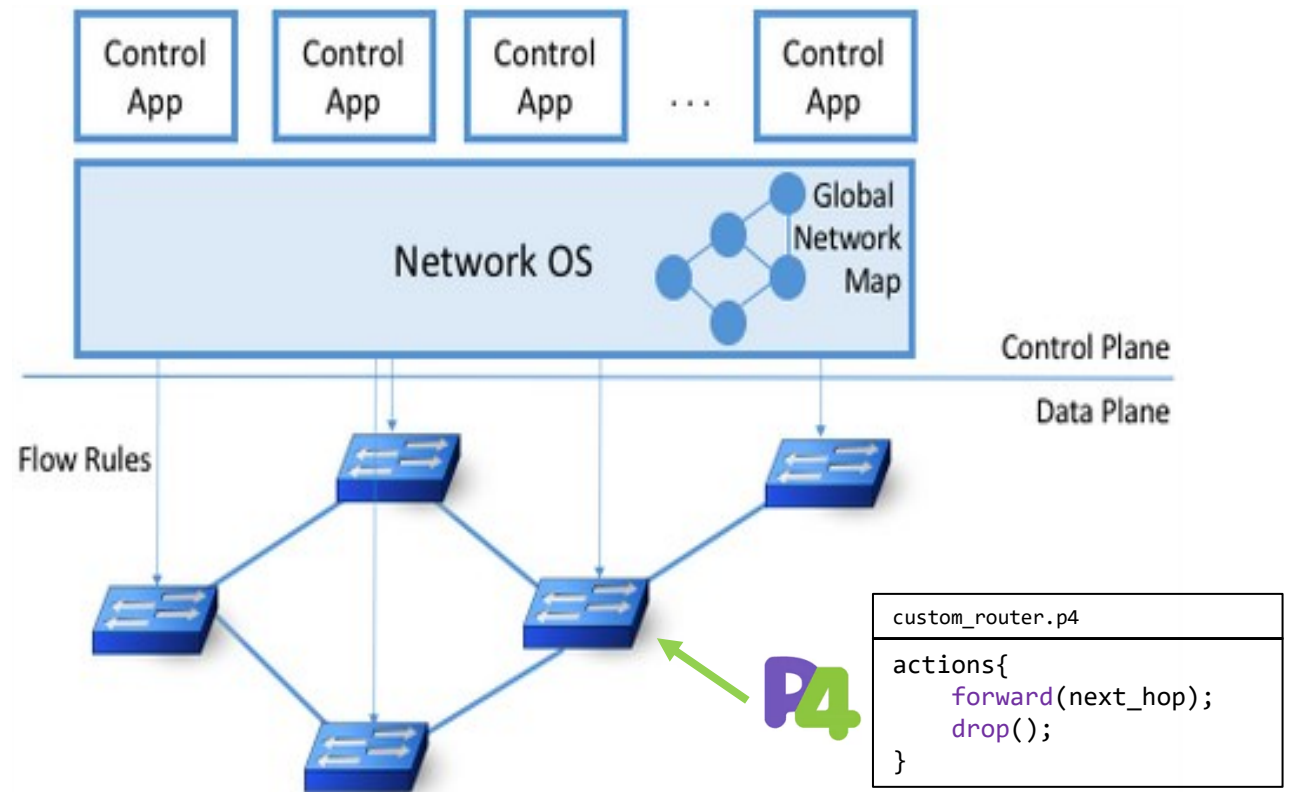 Control
App
Control
App
Control
App
. . .
Control
App
Network OS
Global
Network
Map
Control Plane
Data Plane
Flow Rules
P4
custom_router.p4
actions{
    forward(next_hop);
    drop();
}